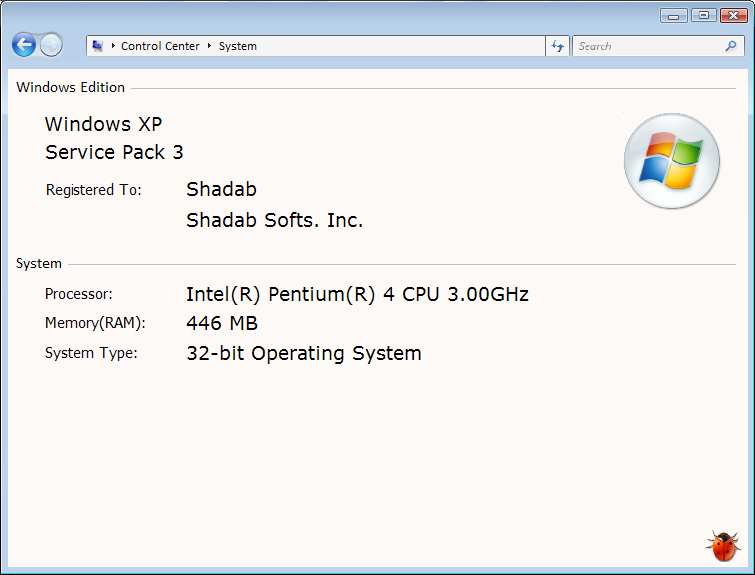 Control Center System Search
Windows Edition
Windows XP
Service Pack 3
Registered To: Shadab
Shadab Softs. Inc.
System
Processor: Intel(R) Pentium(R) 4 CPU 3.00GHz
Memory(RAM): 446 MB
System Type: 32-bit Operating System